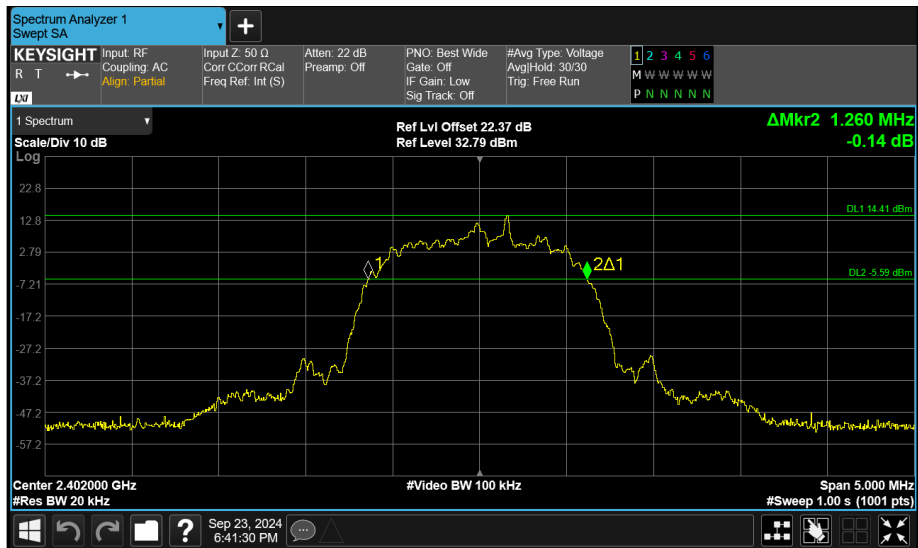 Spectrum Analyzer 1
Swept SA
+
KEYSIGHT
R T
LXI
Input: RF
Coupling: AC
Align: Partial
Input Z: 50 Ω
Corr CCorr RCal
Freq Ref: Int (S)
Atten: 22 dB
Preamp: Off
PNO: Best Wide
Gate: Off
IF Gain: Low
Sig Track: Off
#Avg Type: Voltage
Avg|Hold: 30/30
Trig: Free Run
1 2 3 4 5 6
M W W W W W
P N N N N N
1 Spectrum
Scale/Div 10 dB
Ref Lvl Offset 22.37 dB
Ref Level 32.79 dBm
ΔMkr2 1.260 MHz
-0.14 dB
Log
22.8
12.8
2.79
-7.21
-17.2
-27.2
-37.2
-47.2
-57.2
DL1 14.41 dBm
DL2 -5.59 dBm
1
2Δ1
Center 2.402000 GHz
#Video BW 100 kHz
Span 5.000 MHz
#Res BW 20 kHz
#Sweep 1.00 s (1001 pts)
?
Sep 23, 2024
6:41:30 PM